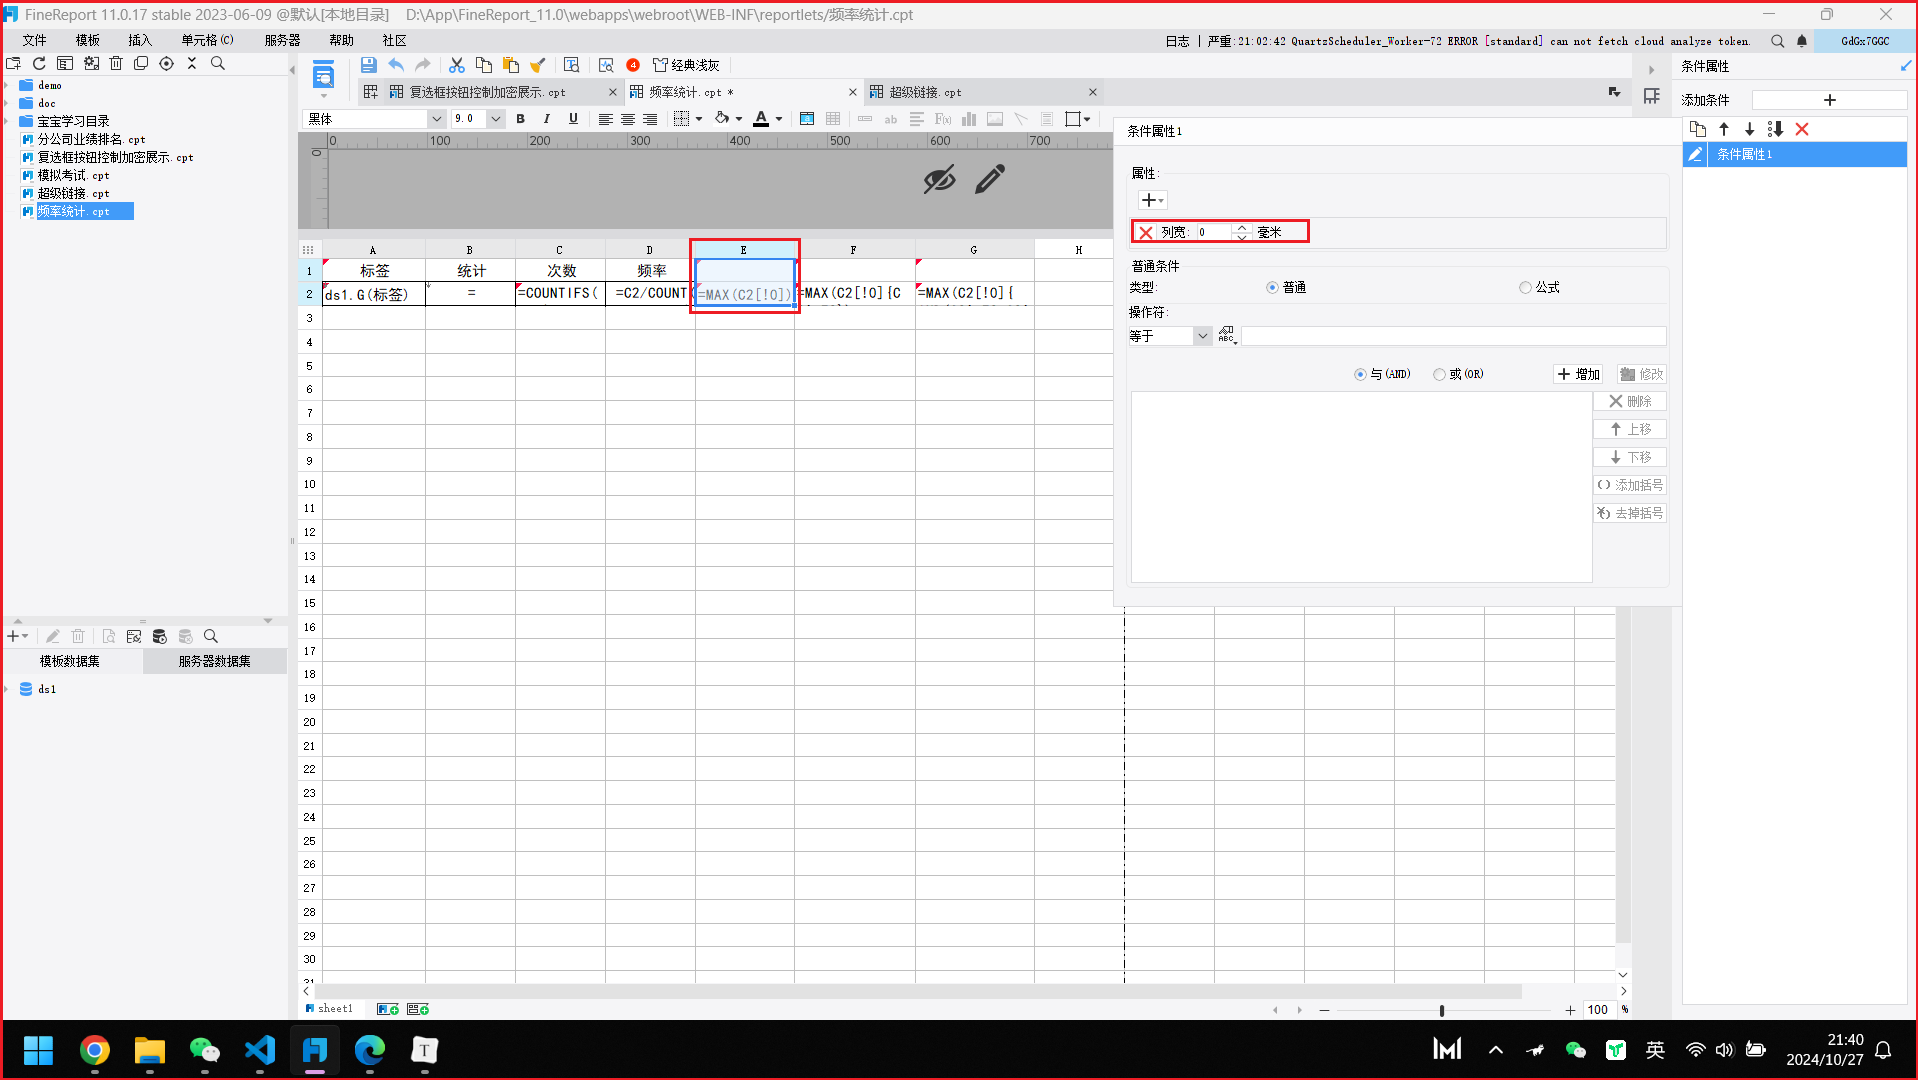 FineReport 11.0.17 stable 2023-06-09 @默认[本地目录] D:\App\FineReport_11.0\webapps\webroot\WEB-INF\reportlets/频率统计.cpt
文件 模板 插入 单元格(C) 服务器 帮助 社区
日志 | 严重:21:02:42 QuartzScheduler_Worker-72 ERROR [standard] can not fetch cloud analyze token.
GdGx7GGC
demo
doc
宝宝学习目录
分公司业绩排名.cpt
复选框按钮控制加密展示.cpt
模拟考试.cpt
超级链接.cpt
频率统计.cpt
4 经典浅灰
复选框按钮控制加密展示.cpt 频率统计.cpt * 超级链接.cpt
黑体 9.0 B I U A ab F(x)
0 100 200 300 400 500 600 700
0
A B C D E F G H
1 标签 统计 次数 频率
2 ds1.G(标签) = =COUNTIFS( =C2/COUNT =MAX(C2[!0]) =MAX(C2[!0]{C =MAX(C2[!0]{
3
4
5
6
7
8
9
10
11
12
13
14
15
16
17
18
19
20
21
22
23
24
25
26
27
28
29
30
31
条件属性1
属性:
列宽: 0 毫米
普通条件
类型: 普通 公式
操作符:
等于 ABC
与(AND) 或(OR) 增加 修改
删除
上移
下移
添加括号
去掉括号
条件属性
添加条件
条件属性1
模板数据集 服务器数据集
ds1
sheet1
100 %
T
英
21:40
2024/10/27